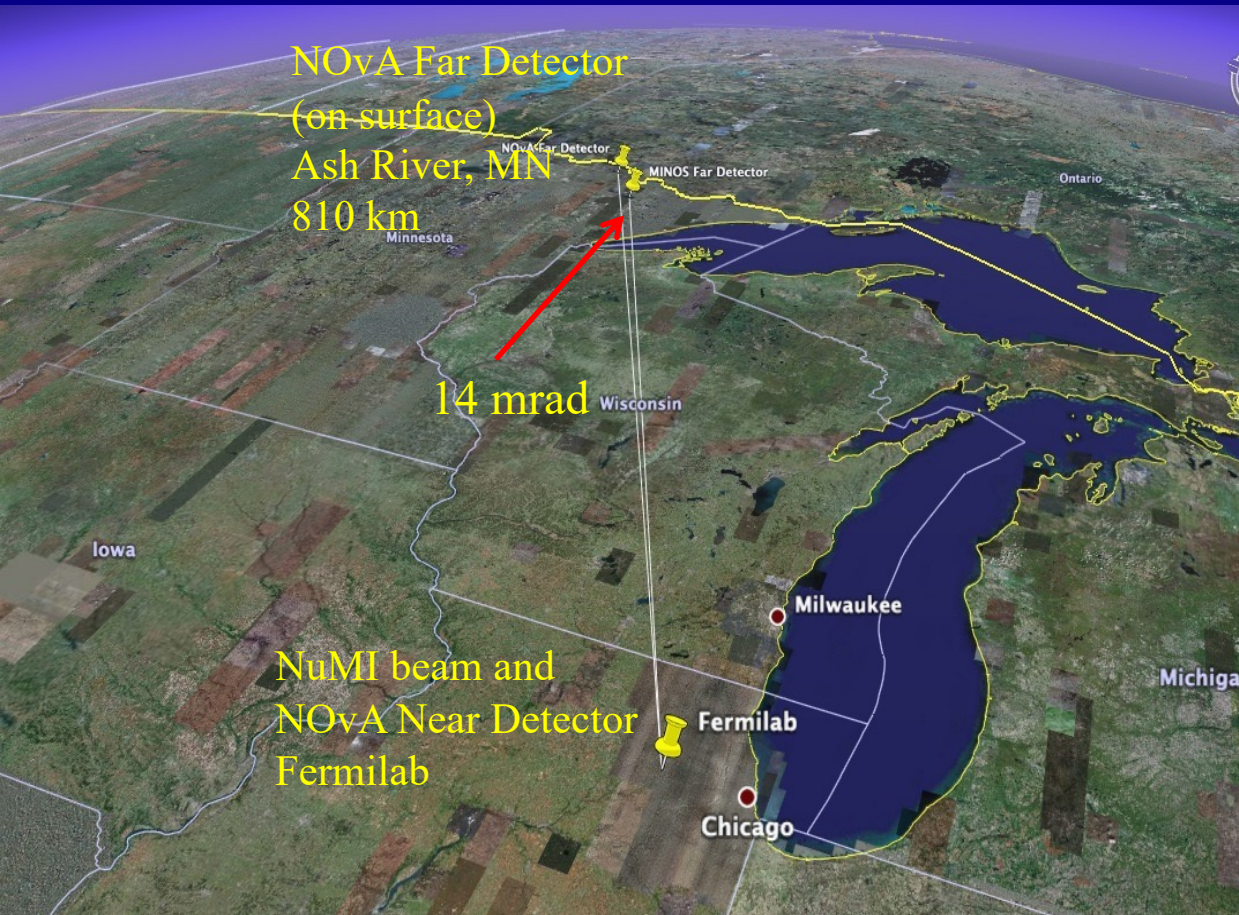 NOvA Far Detector
(on surface)
Ash River, MN
810 km
NOvA Far Detector
MINOS Far Detector
Ontario
Minnesota
14 mrad
Wisconsin
Iowa
Milwaukee
NuMI beam and
NOvA Near Detector
Fermilab
Michiga
Fermilab
Chicago